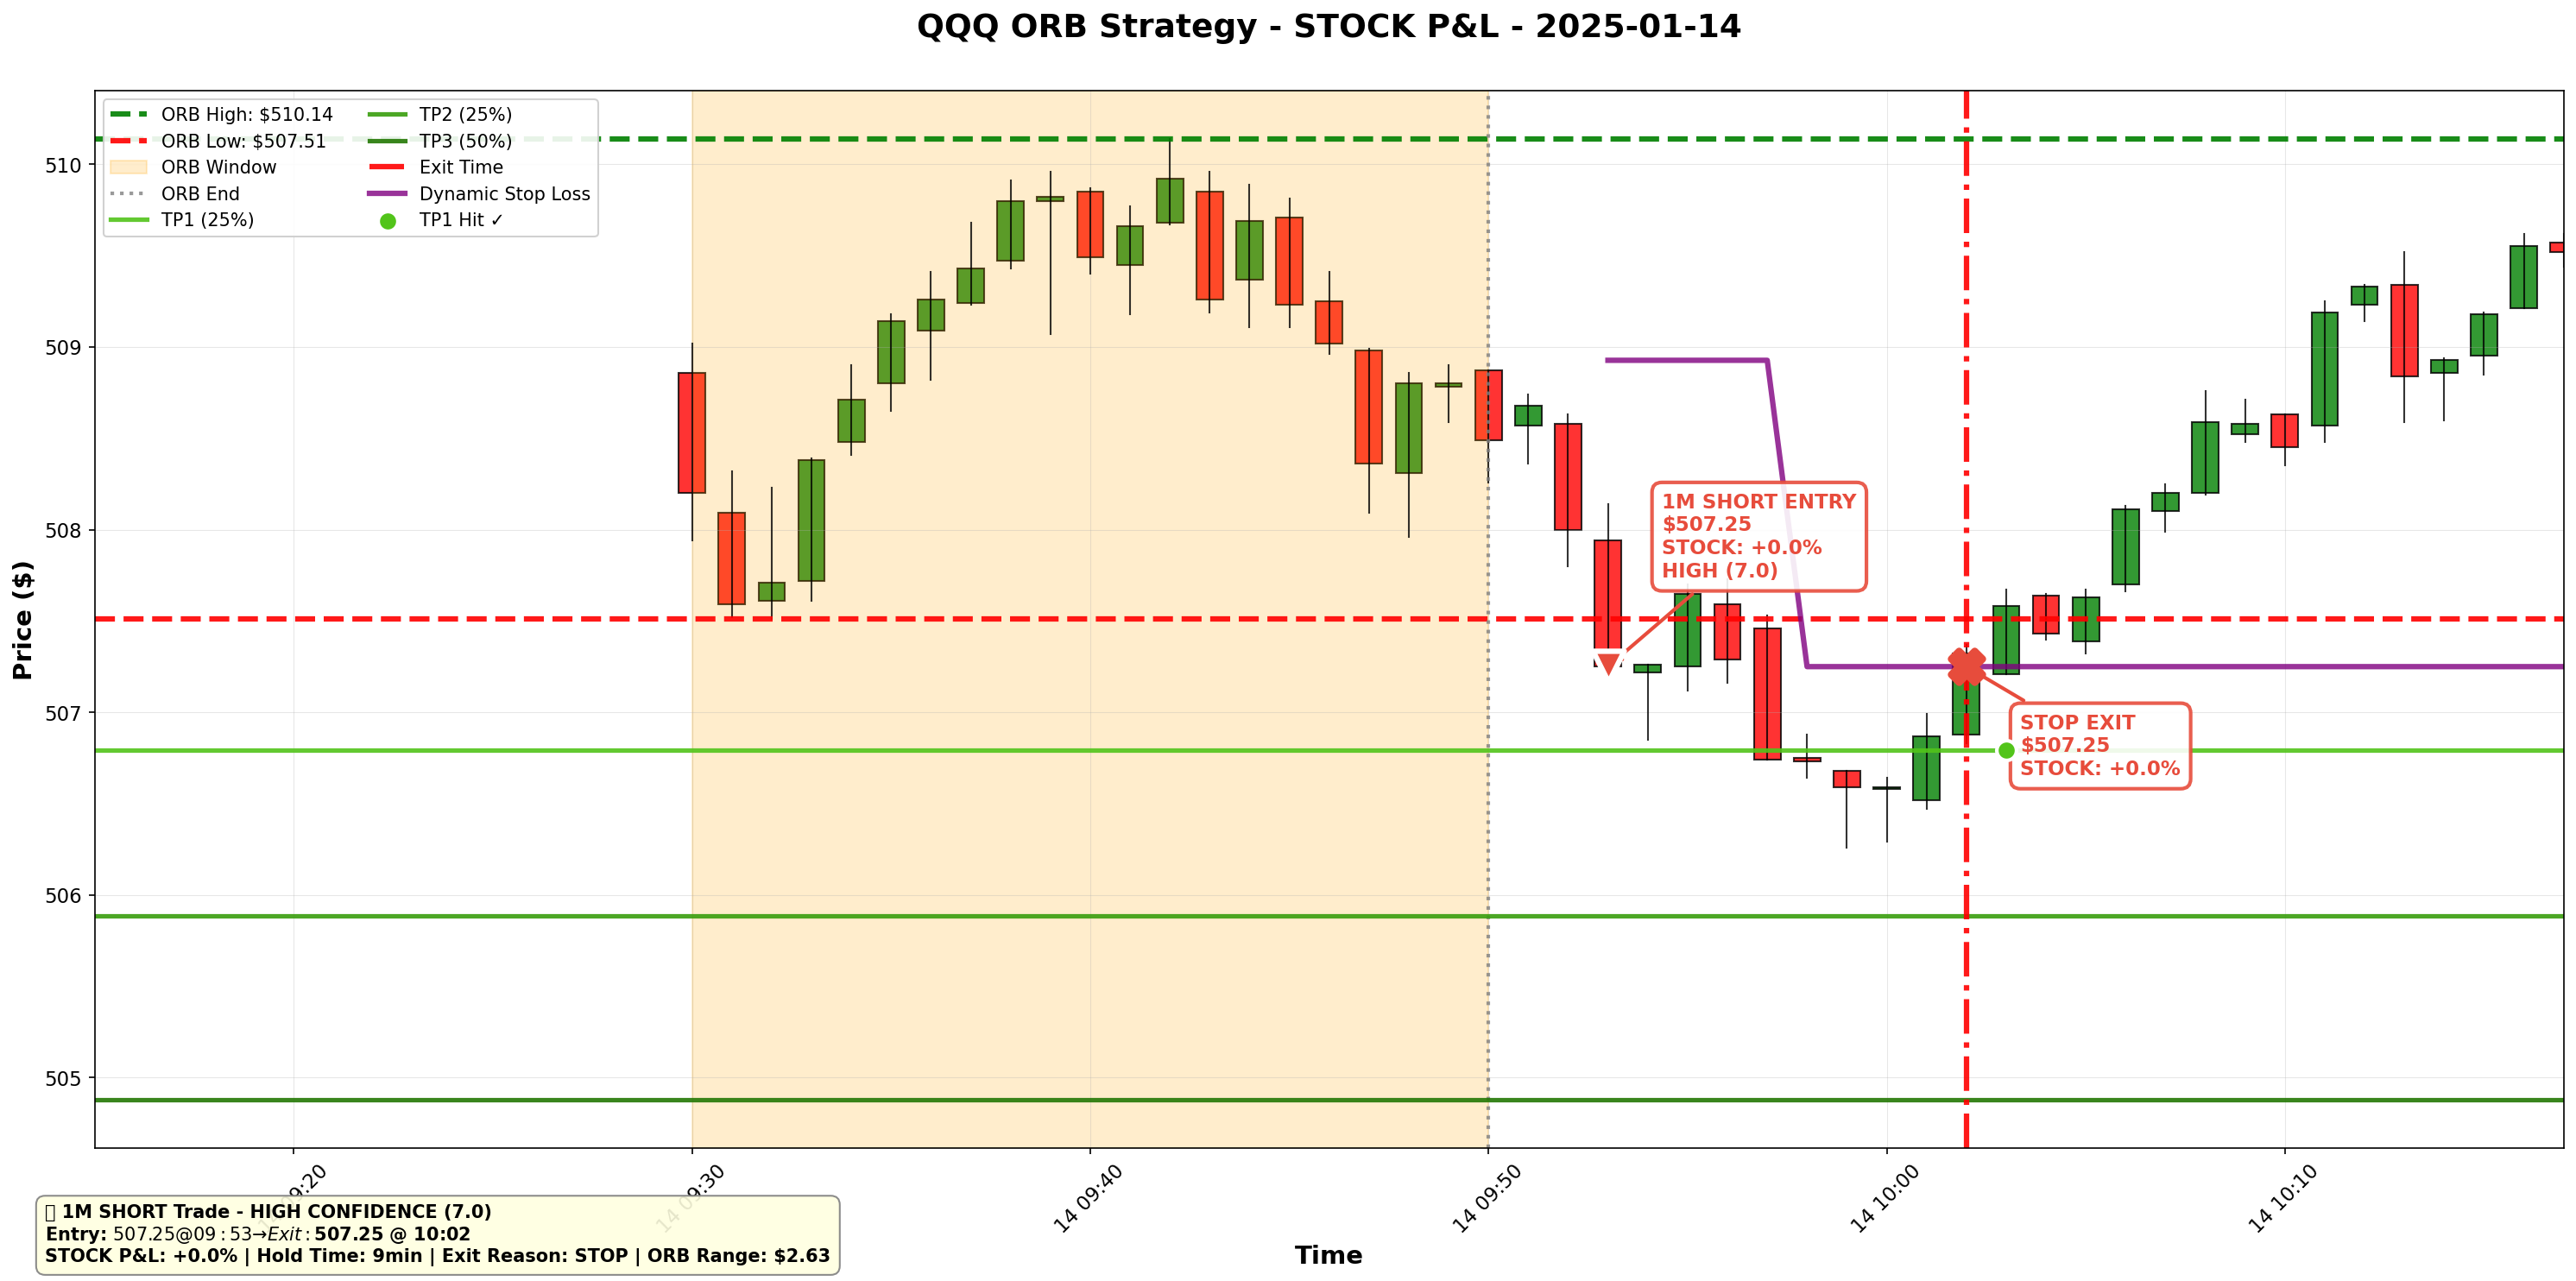 QQQ ORB Strategy - STOCK P&L - 2025-01-14
ORB High: $510.14
ORB Low: $507.51
ORB Window
ORB End
TP1 (25%)
TP2 (25%)
TP3 (50%)
Exit Time
Dynamic Stop Loss
TP1 Hit ✓
Price ($)
510
509
508
507
506
505
1M SHORT ENTRY
$507.25
STOCK: +0.0%
HIGH (7.0)
STOP EXIT
$507.25
STOCK: +0.0%
14 09:20
14 09:30
14 09:40
14 09:50
14 10:00
14 10:10
Time
1M SHORT Trade - HIGH CONFIDENCE (7.0)
Entry: 507.25@09:53→Exit:507.25 @ 10:02
STOCK P&L: +0.0% | Hold Time: 9min | Exit Reason: STOP | ORB Range: $2.63